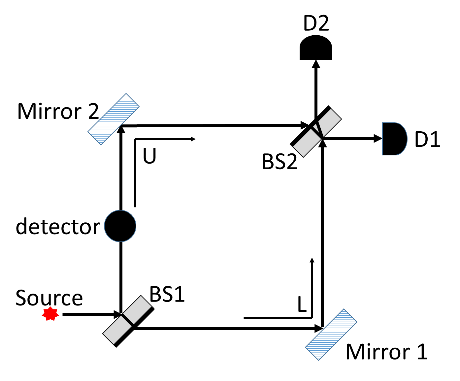 D2
Mirror 2
D1
BS2
U
detector
Source
BS1
L
Mirror 1